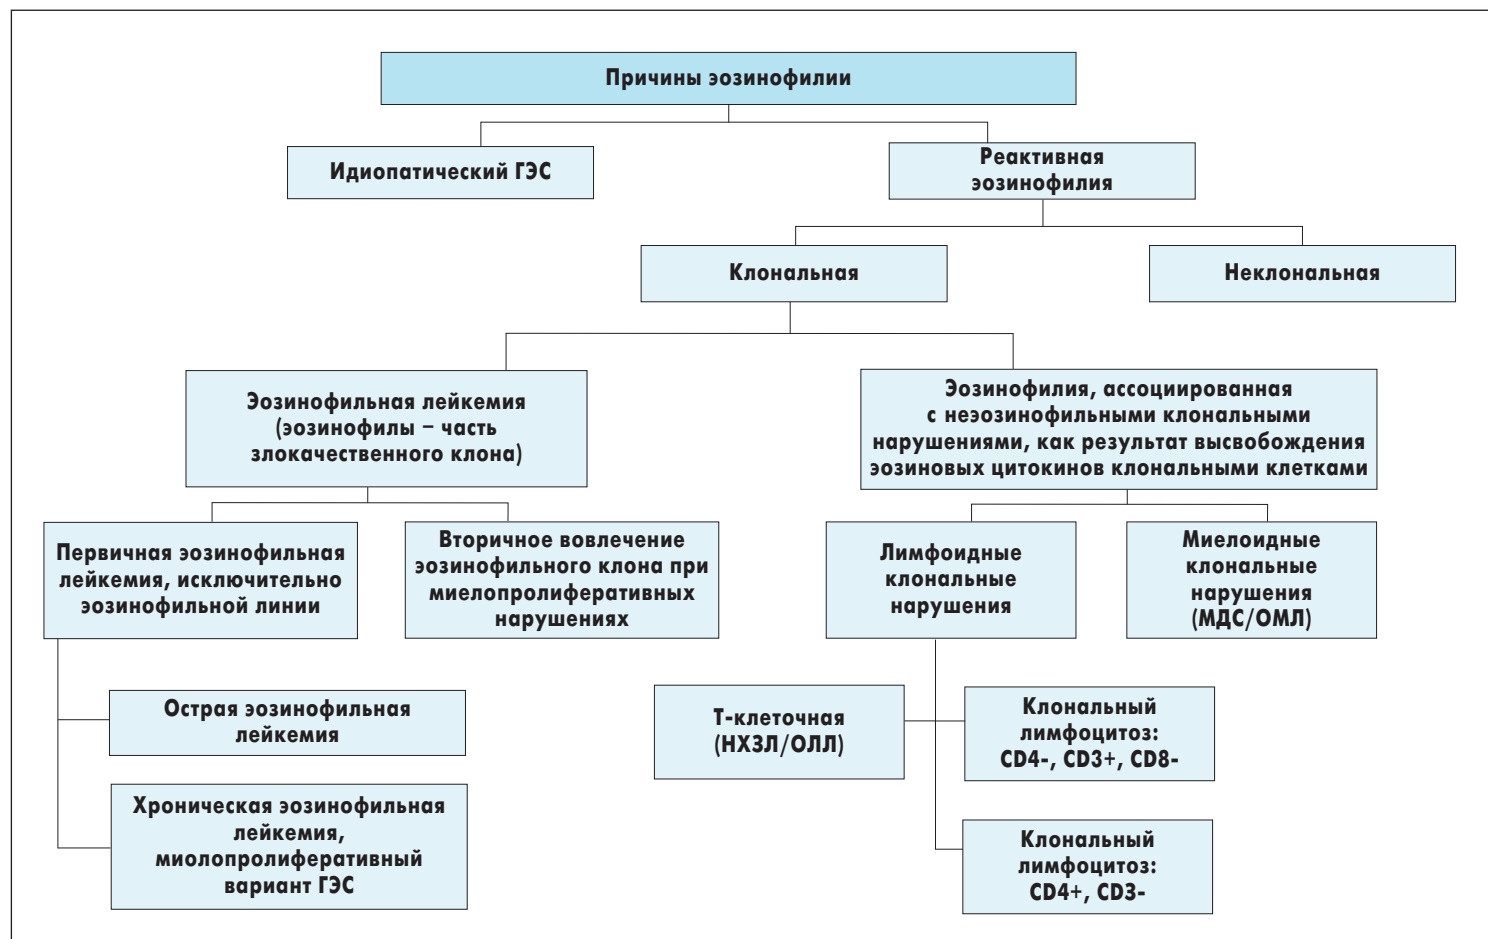 Причины эозинофилии
Идиопатический ГЭС
Реактивная
эозинофилия
Клональная
Неклональная
Эозинофильная лейкемия
(эозинофилы – часть
злокачественного клона)
Эозинофилия, ассоциированная
с неэозинофильными клональными
нарушениями, как результат высвобождения
эозиновых цитокинов клональными клетками
Первичная эозинофильная
лейкемия, исключительно
эозинофильной линии
Вторичное вовлечение
эозинофильного клона при
миелопролиферативных
нарушениях
Лимфоидные
клональные
нарушения
Миелоидные
клональные
нарушения
(МДС/ОМЛ)
Острая эозинофильная
лейкемия
Т-клеточная
(НХЗЛ/ОЛЛ)
Клональный
лимфоцитоз:
CD4-, CD3+, CD8-
Хроническая эозинофильная
лейкемия,
миолопролиферативный
вариант ГЭС
Клональный
лимфоцитоз:
CD4+, CD3-